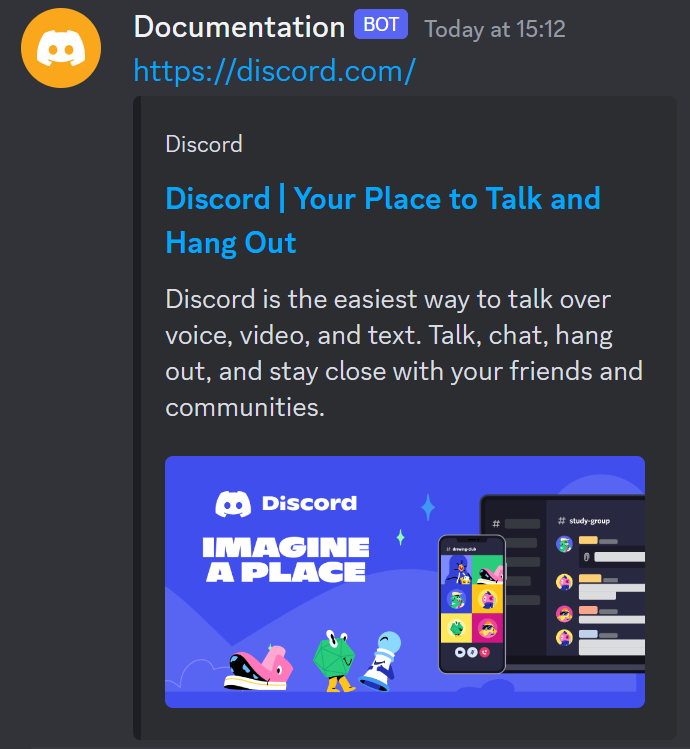 Documentation BOT Today at 15:12
https://discord.com/
Discord
Discord | Your Place to Talk and
Hang Out
Discord is the easiest way to talk over
voice, video, and text. Talk, chat, hang
out, and stay close with your friends and
communities.
Discord
IMAGINE
A PLACE
# study-group
#
# drawing-club
@